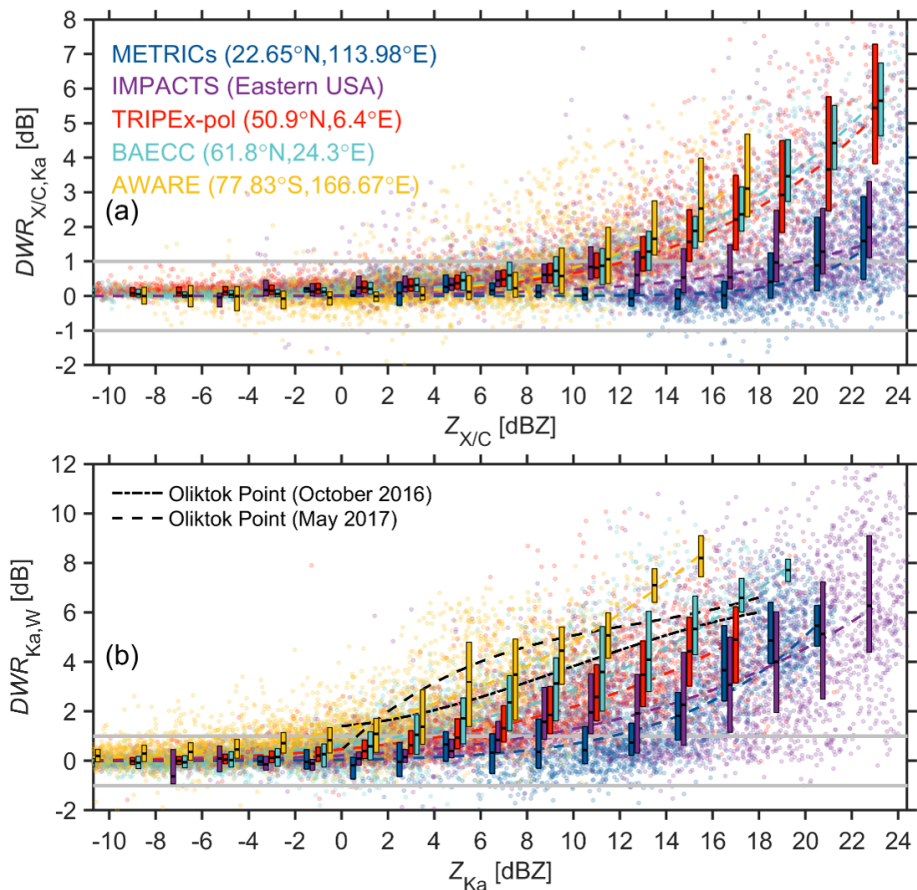 8
7
6
5
4
3
2
1
0
-1
-2
DWR X/C,Ka [dB]
METRICs (22.65°N,113.98°E)
IMPACTS (Eastern USA)
TRIPEx-pol (50.9°N,6.4°E)
BAECC (61.8°N,24.3°E)
AWARE (77,83°S,166.67°E)
(a)
-10 -8 -6 -4 -2 0 2 4 6 8 10 12 14 16 18 20 22 24
Z X/C [dBZ]
12
10
8
6
4
2
0
-2
DWR Ka,W [dB]
Oliktok Point (October 2016)
Oliktok Point (May 2017)
(b)
-10 -8 -6 -4 -2 0 2 4 6 8 10 12 14 16 18 20 22 24
Z Ka [dBZ]